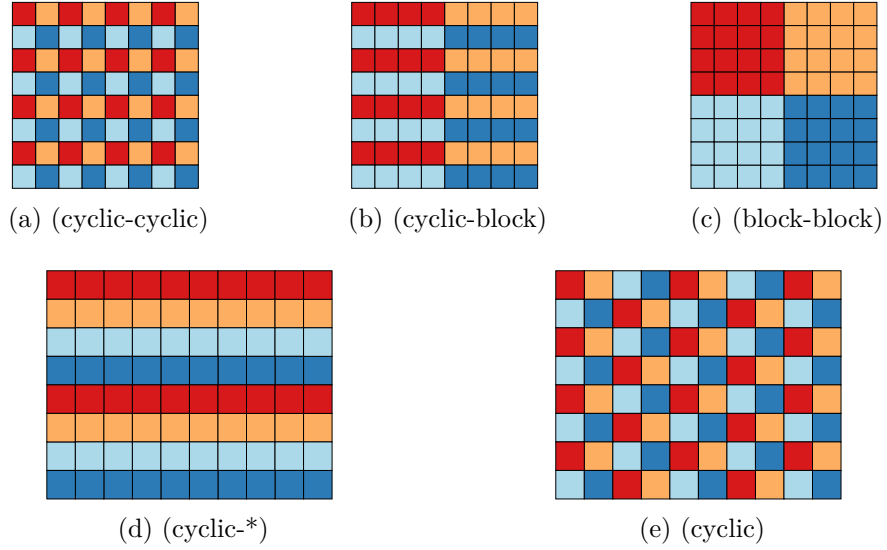 (a) (cyclic-cyclic)
(b) (cyclic-block)
(c) (block-block)
(d) (cyclic-*)
(e) (cyclic)